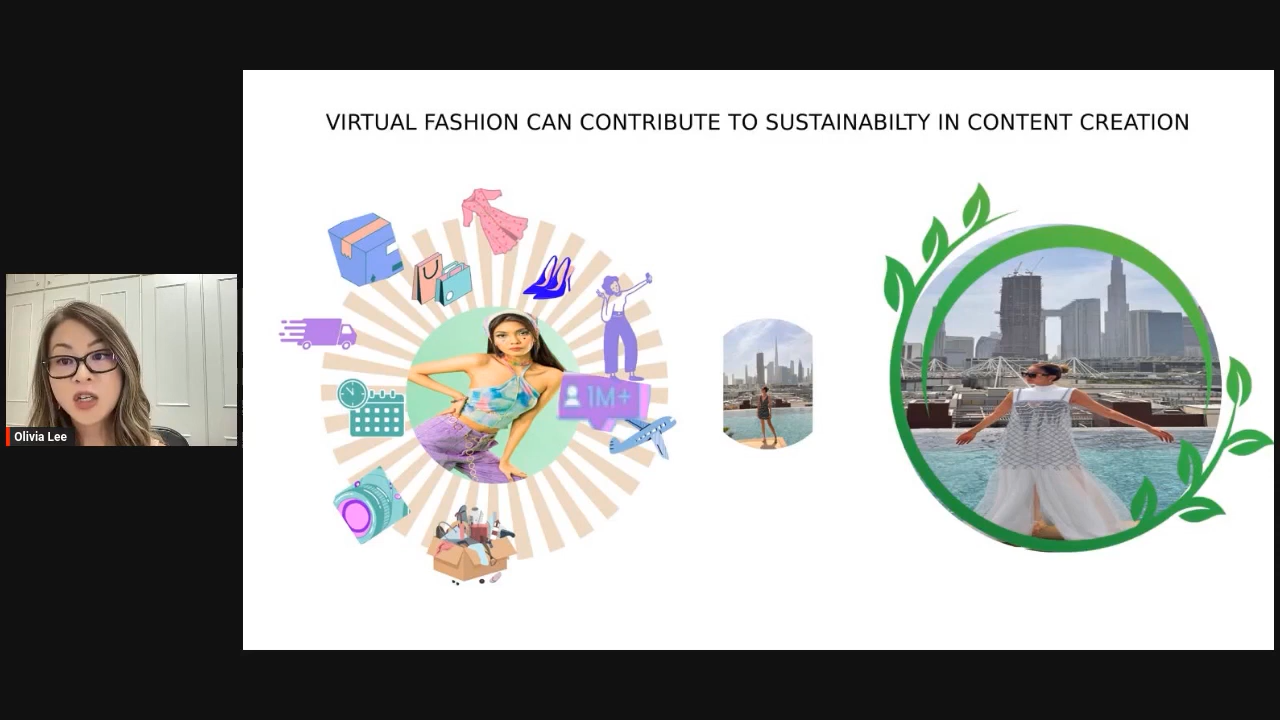 VIRTUAL FASHION CAN CONTRIBUTE TO SUSTAINABILTY IN CONTENT CREATION
1M+
Olivia Lee